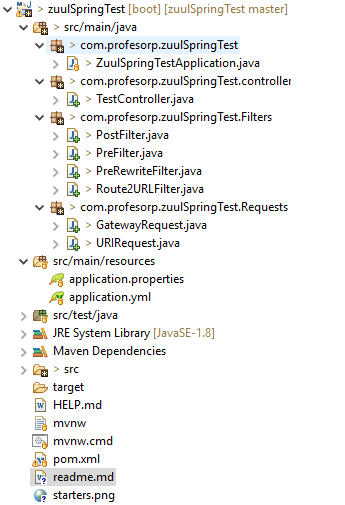 > zuulSpringTest [boot] [zuulSpringTest master]
> src/main/java
> com.profesorp.zuulSpringTest
> ZuulSpringTestApplication.java
> com.profesorp.zuulSpringTest.controller
> TestController.java
> com.profesorp.zuulSpringTest.Filters
> PostFilter.java
> PreFilter.java
> PreRewriteFilter.java
> Route2URLFilter.java
> com.profesorp.zuulSpringTest.Requests
> GatewayRequest.java
> URIRequest.java
src/main/resources
application.properties
application.yml
src/test/java
JRE System Library [JavaSE-1.8]
Maven Dependencies
> src
target
HELP.md
mvnw
mvnw.cmd
pom.xml
readme.md
starters.png